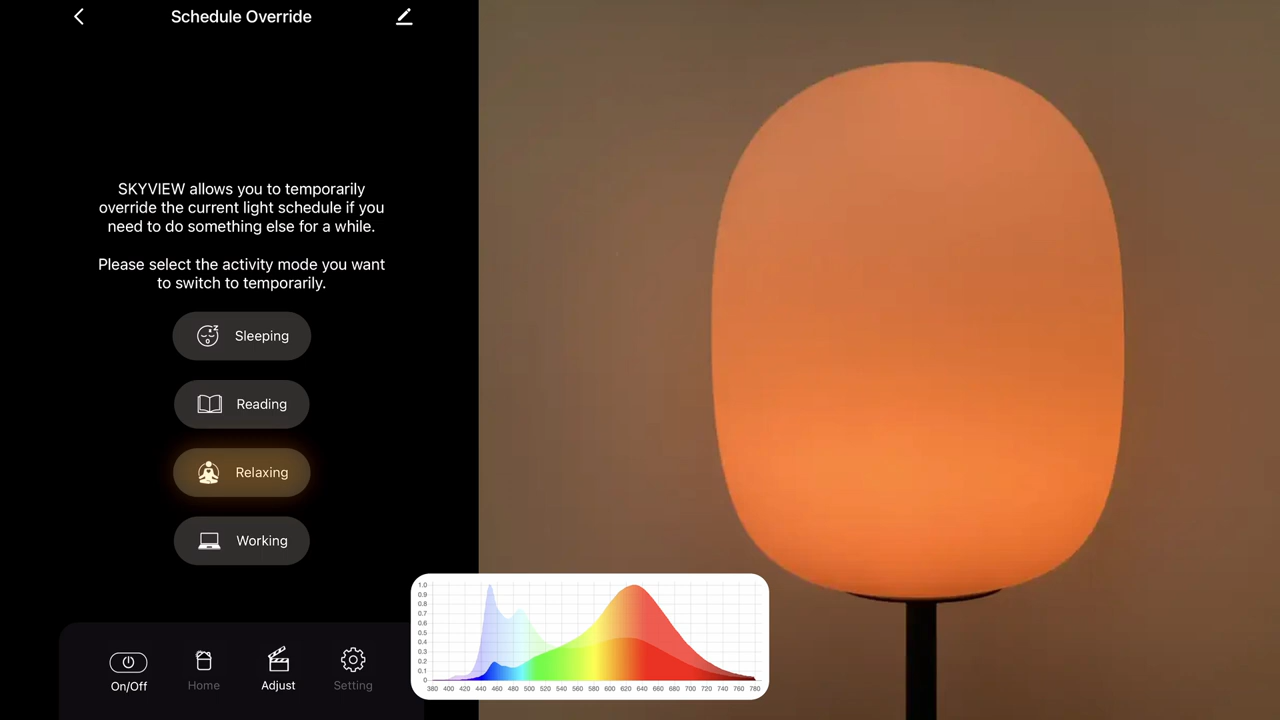 Schedule Override
SKYVIEW allows you to temporarily
override the current light schedule if you
need to do something else for a while.
Please select the activity mode you want
to switch to temporarily.
Sleeping
Reading
Relaxing
Working
On/Off
Home
Adjust
Setting
1.0
0.9
0.8
0.7
0.6
0.5
0.4
0.3
0.2
0.1
0
380 400 420 440 460 480 500 520 540 560 580 600 620 640 660 680 700 720 740 760 780